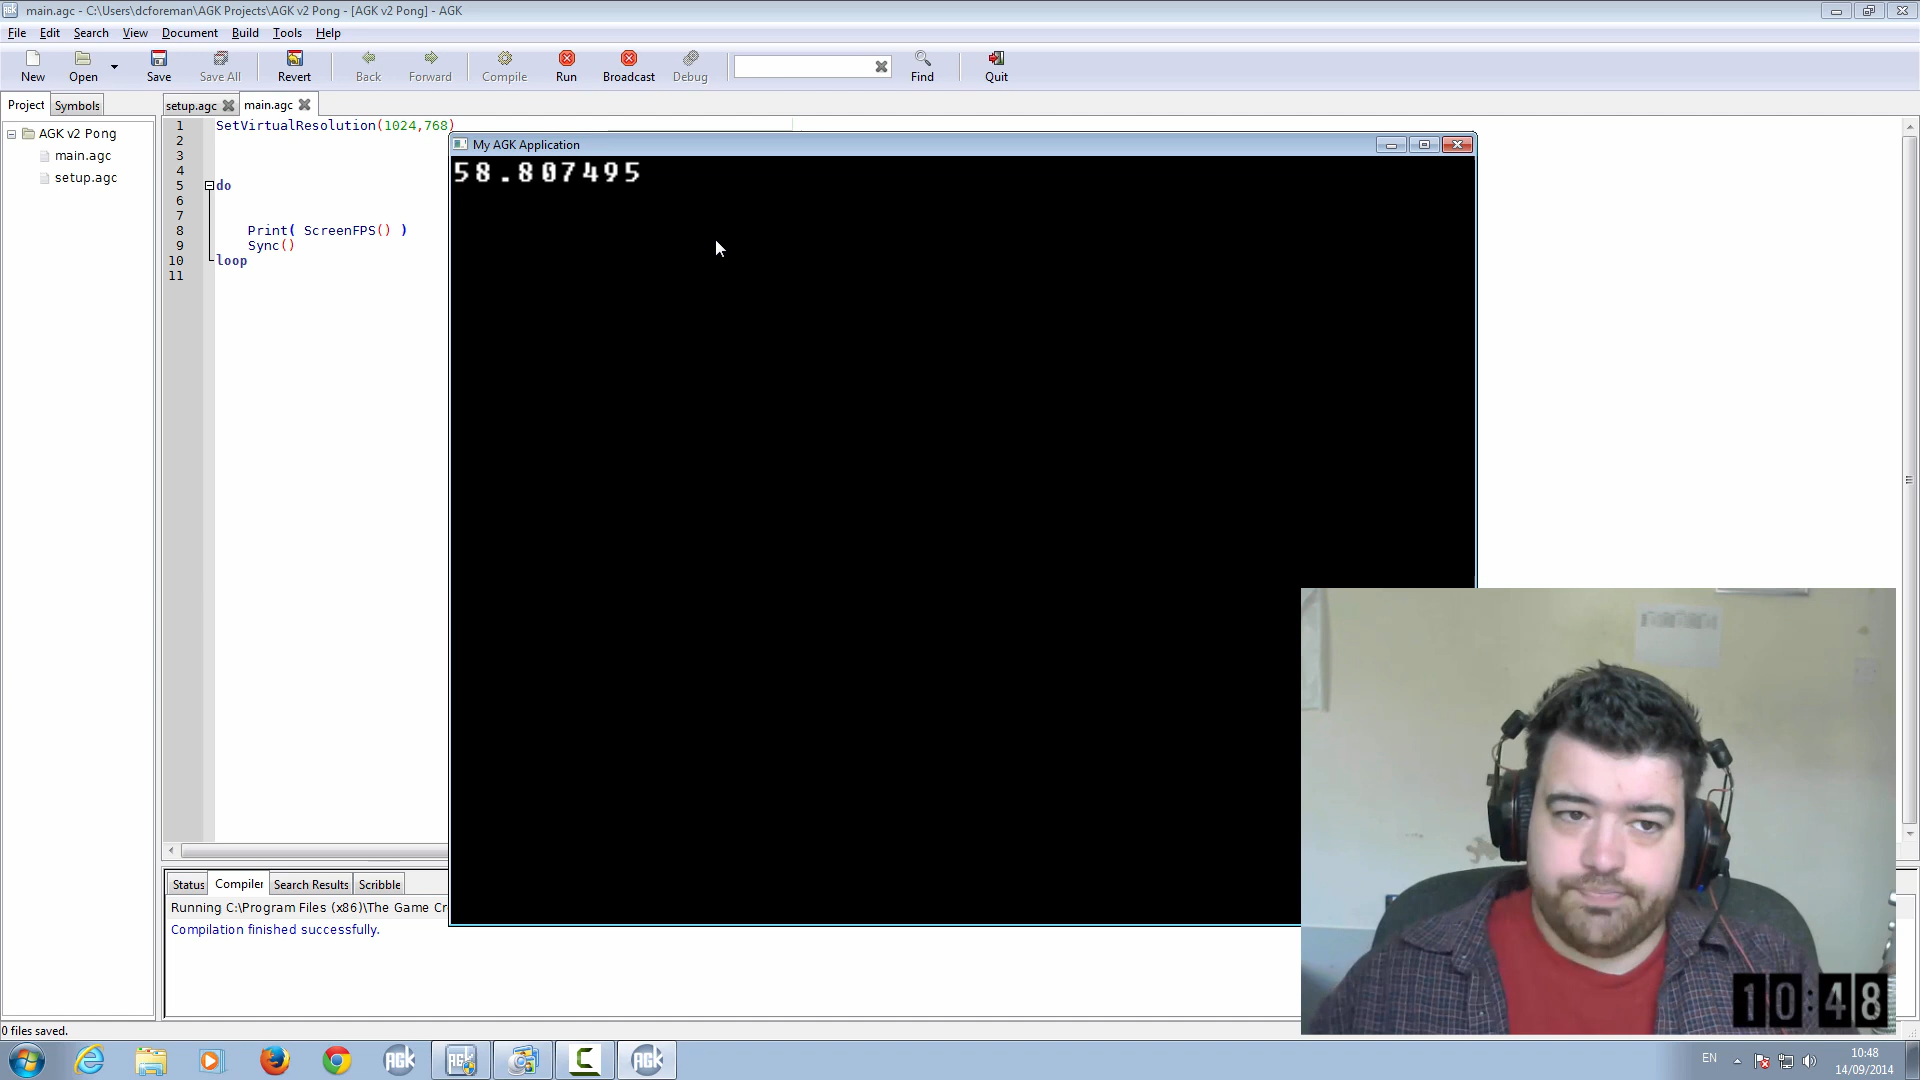 main.agc - C:\Users\dcforeman\AGK Projects\AGK v2 Pong - [AGK v2 Pong] - AGK
File Edit Search View Document Build Tools Help
New Open Save Save All Revert Back Forward Compile Run Broadcast Debug Find Quit
Project Symbols setup.agc main.agc
AGK v2 Pong
main.agc
setup.agc
1 SetVirtualResolution(1024,768)
2
3
4
5 do
6
7
8 Print( ScreenFPS() )
9 Sync()
10 loop
11
My AGK Application
58.807495
Status Compiler Search Results Scribble
Running C:\Program Files (x86)\The Game Cr
Compilation finished successfully.
10:48
0 files saved.
AGK AGK AGK
EN
10:48
14/09/2014